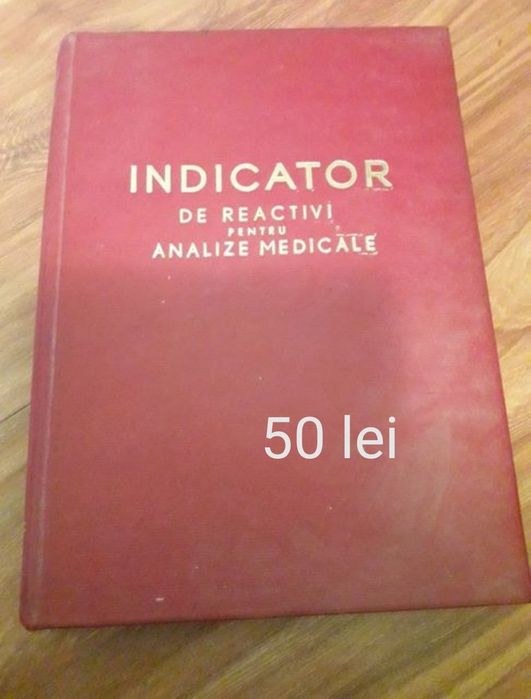 INDICATOR
DE REACTIVI
PENTRU
ANALIZE MEDICALE
50 lei